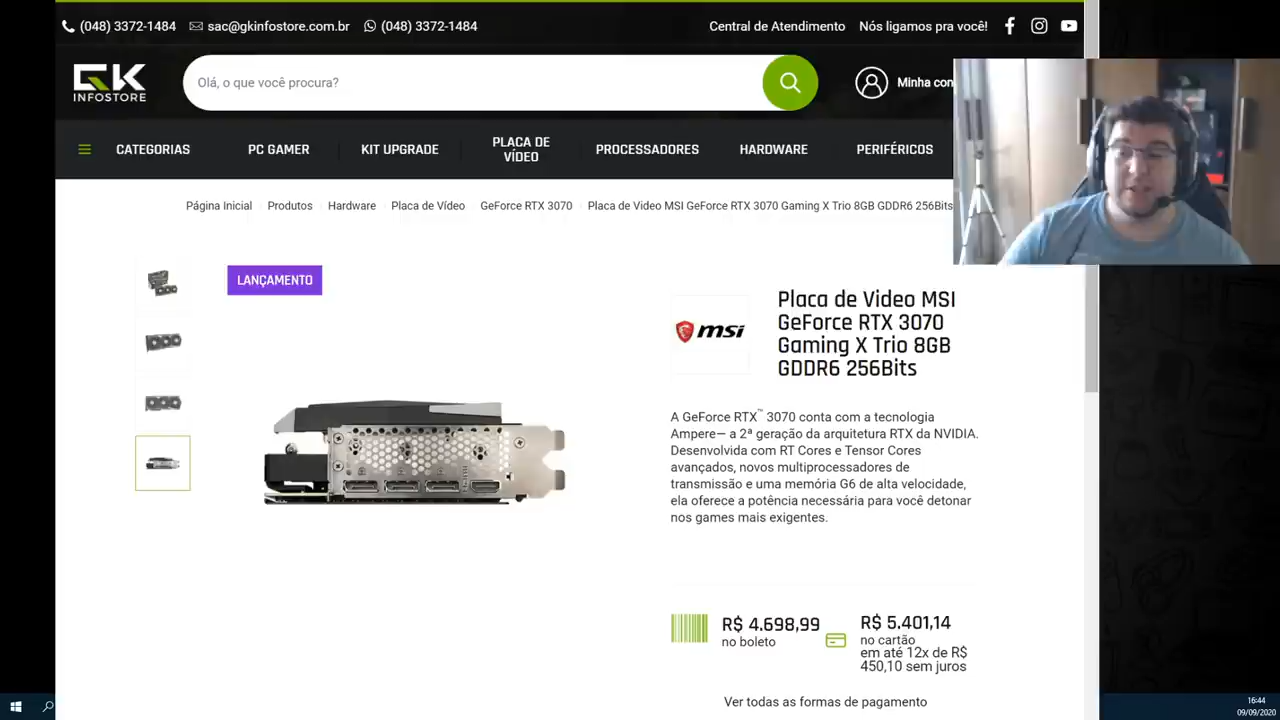 (048) 3372-1484 sac@gkinfostore.com.br (048) 3372-1484 Central de Atendimento Nós ligamos pra você!
GK
INFOSTORE
Olá, o que você procura?
Minha con
CATEGORIAS PC GAMER KIT UPGRADE PLACA DE VÍDEO PROCESSADORES HARDWARE PERIFÉRICOS
Página Inicial Produtos Hardware Placa de Vídeo GeForce RTX 3070 Placa de Video MSI GeForce RTX 3070 Gaming X Trio 8GB GDDR6 256Bits
LANÇAMENTO
msi
Placa de Video MSI
GeForce RTX 3070
Gaming X Trio 8GB
GDDR6 256Bits
A GeForce RTX™ 3070 conta com a tecnologia
Ampere— a 2ª geração da arquitetura RTX da NVIDIA.
Desenvolvida com RT Cores e Tensor Cores
avançados, novos multiprocessadores de
transmissão e uma memória G6 de alta velocidade,
ela oferece a potência necessária para você detonar
nos games mais exigentes.
R$ 4.698,99
no boleto
R$ 5.401,14
no cartão
em até 12x de R$
450,10 sem juros
Ver todas as formas de pagamento
16:44
09/09/2020